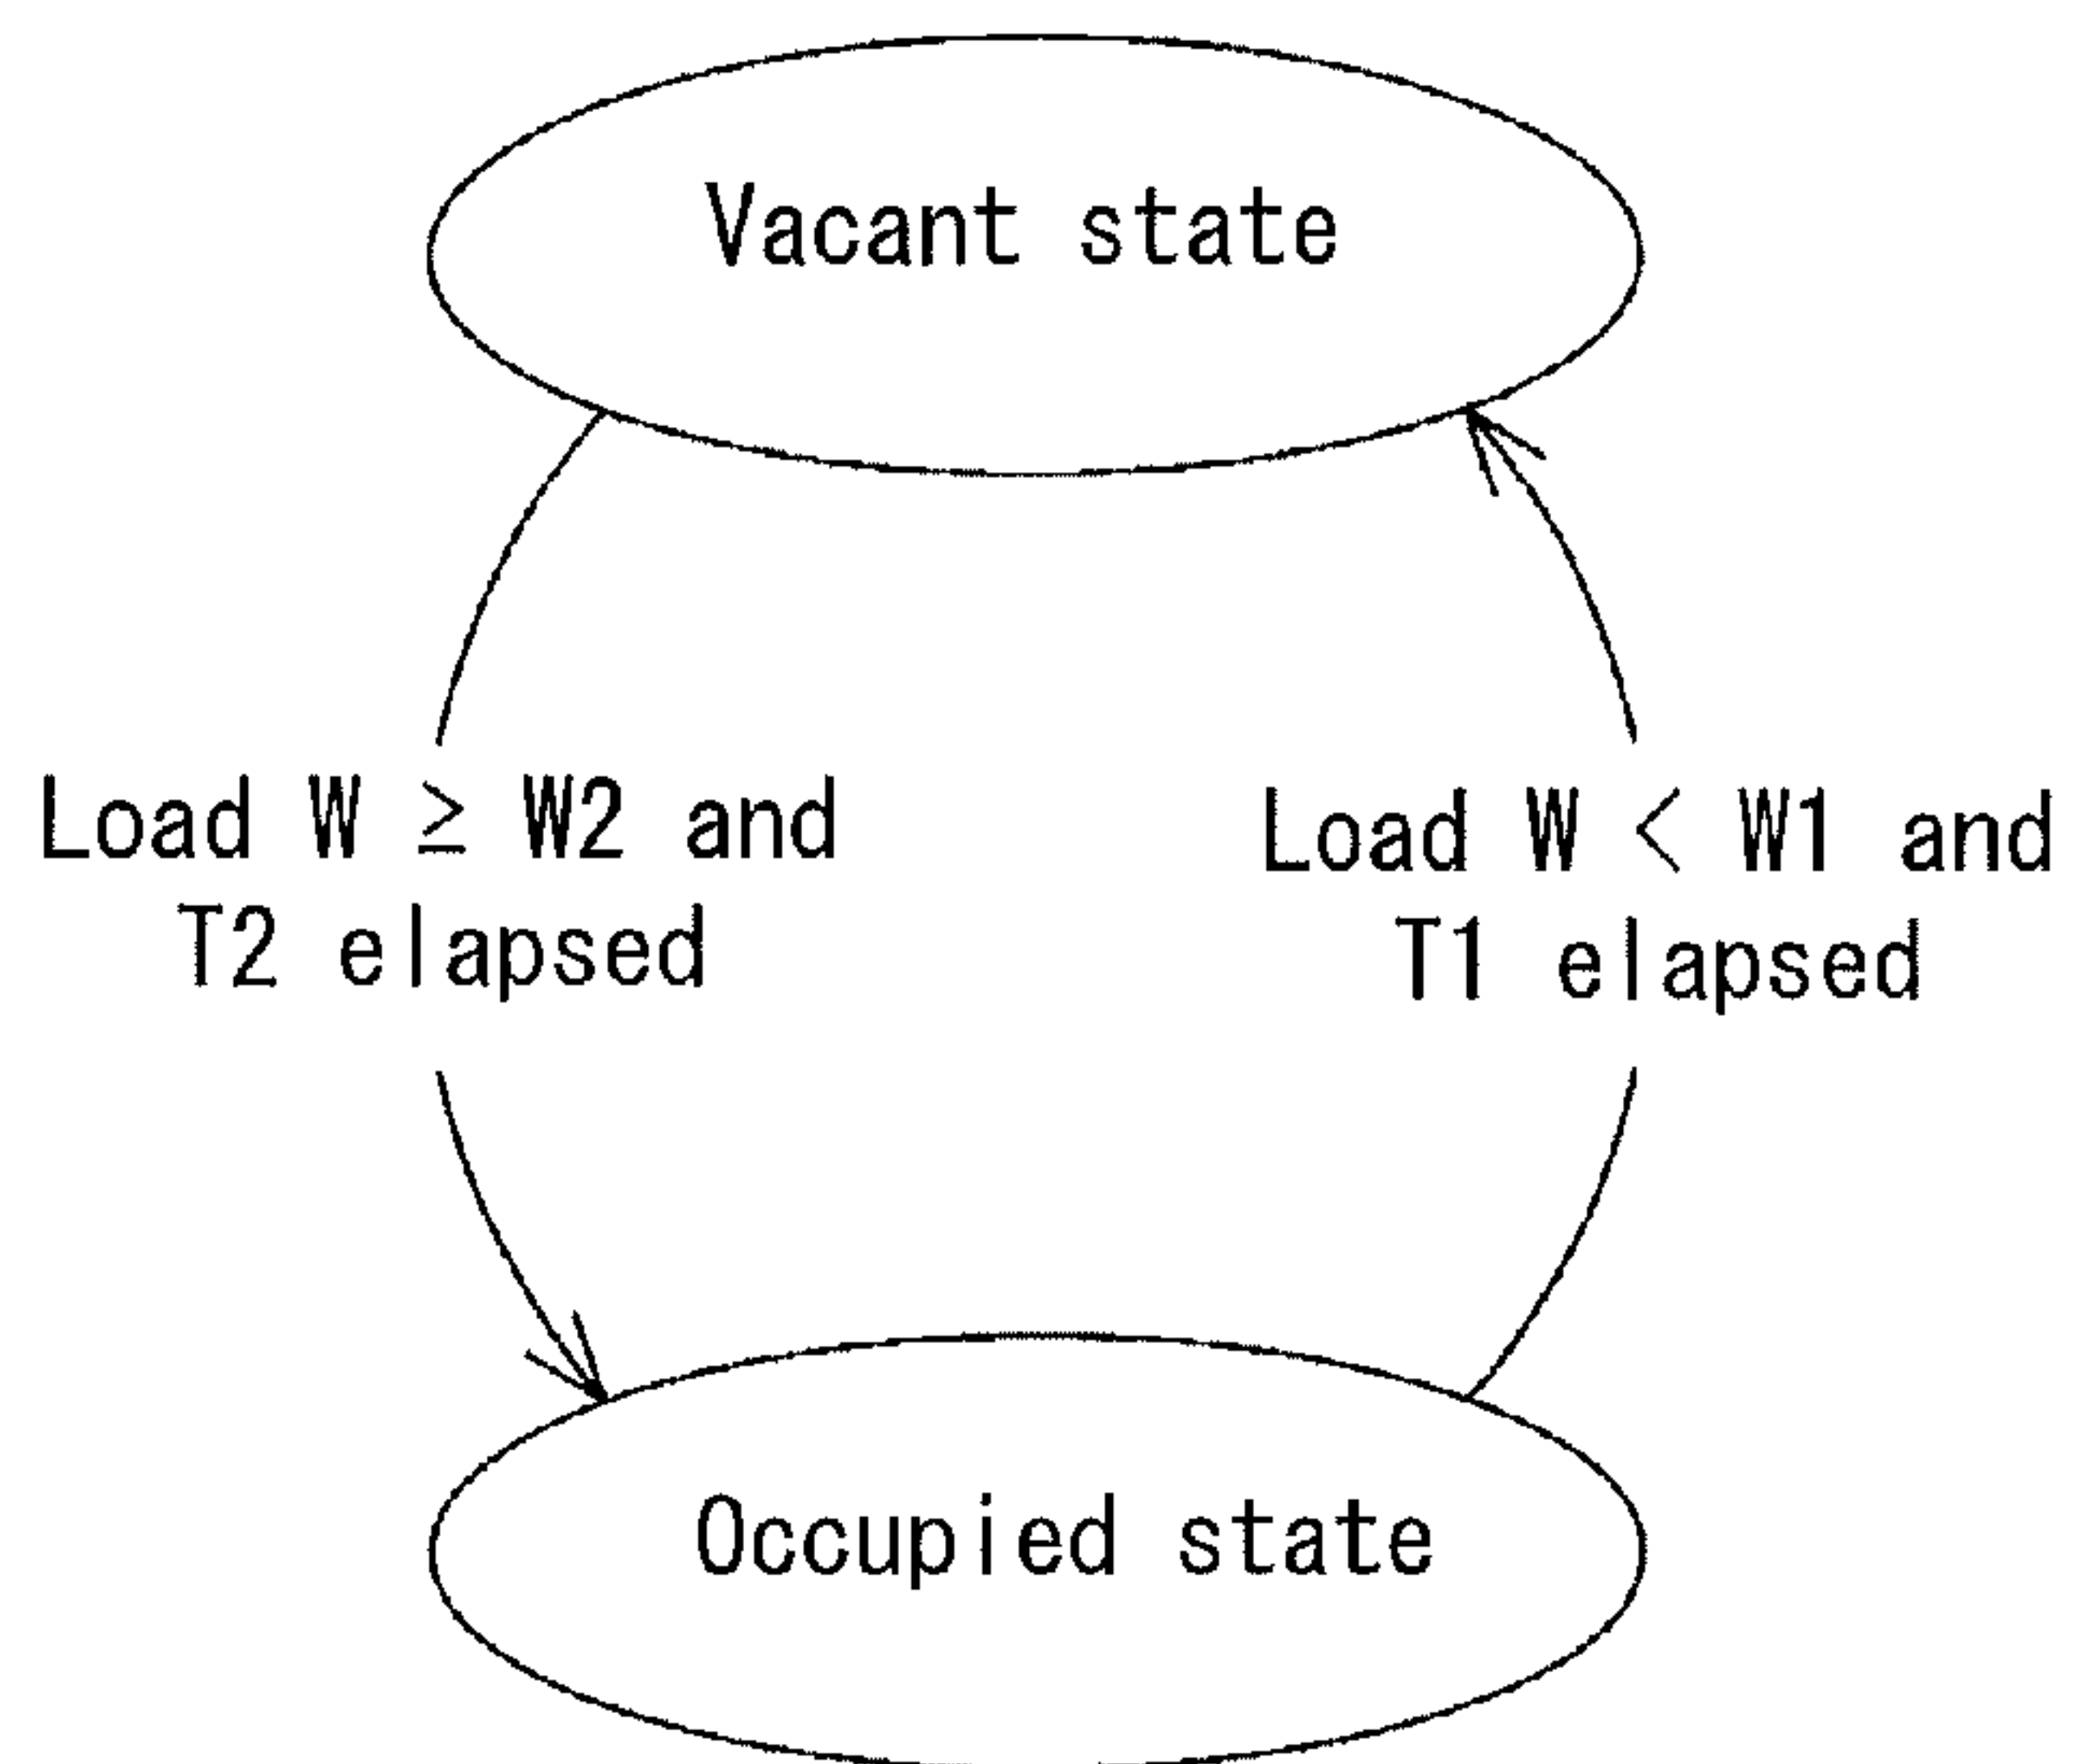 Vacant state
Load W ≥ W2 and
T2 elapsed
Load W < W1 and
T1 elapsed
Occupied state